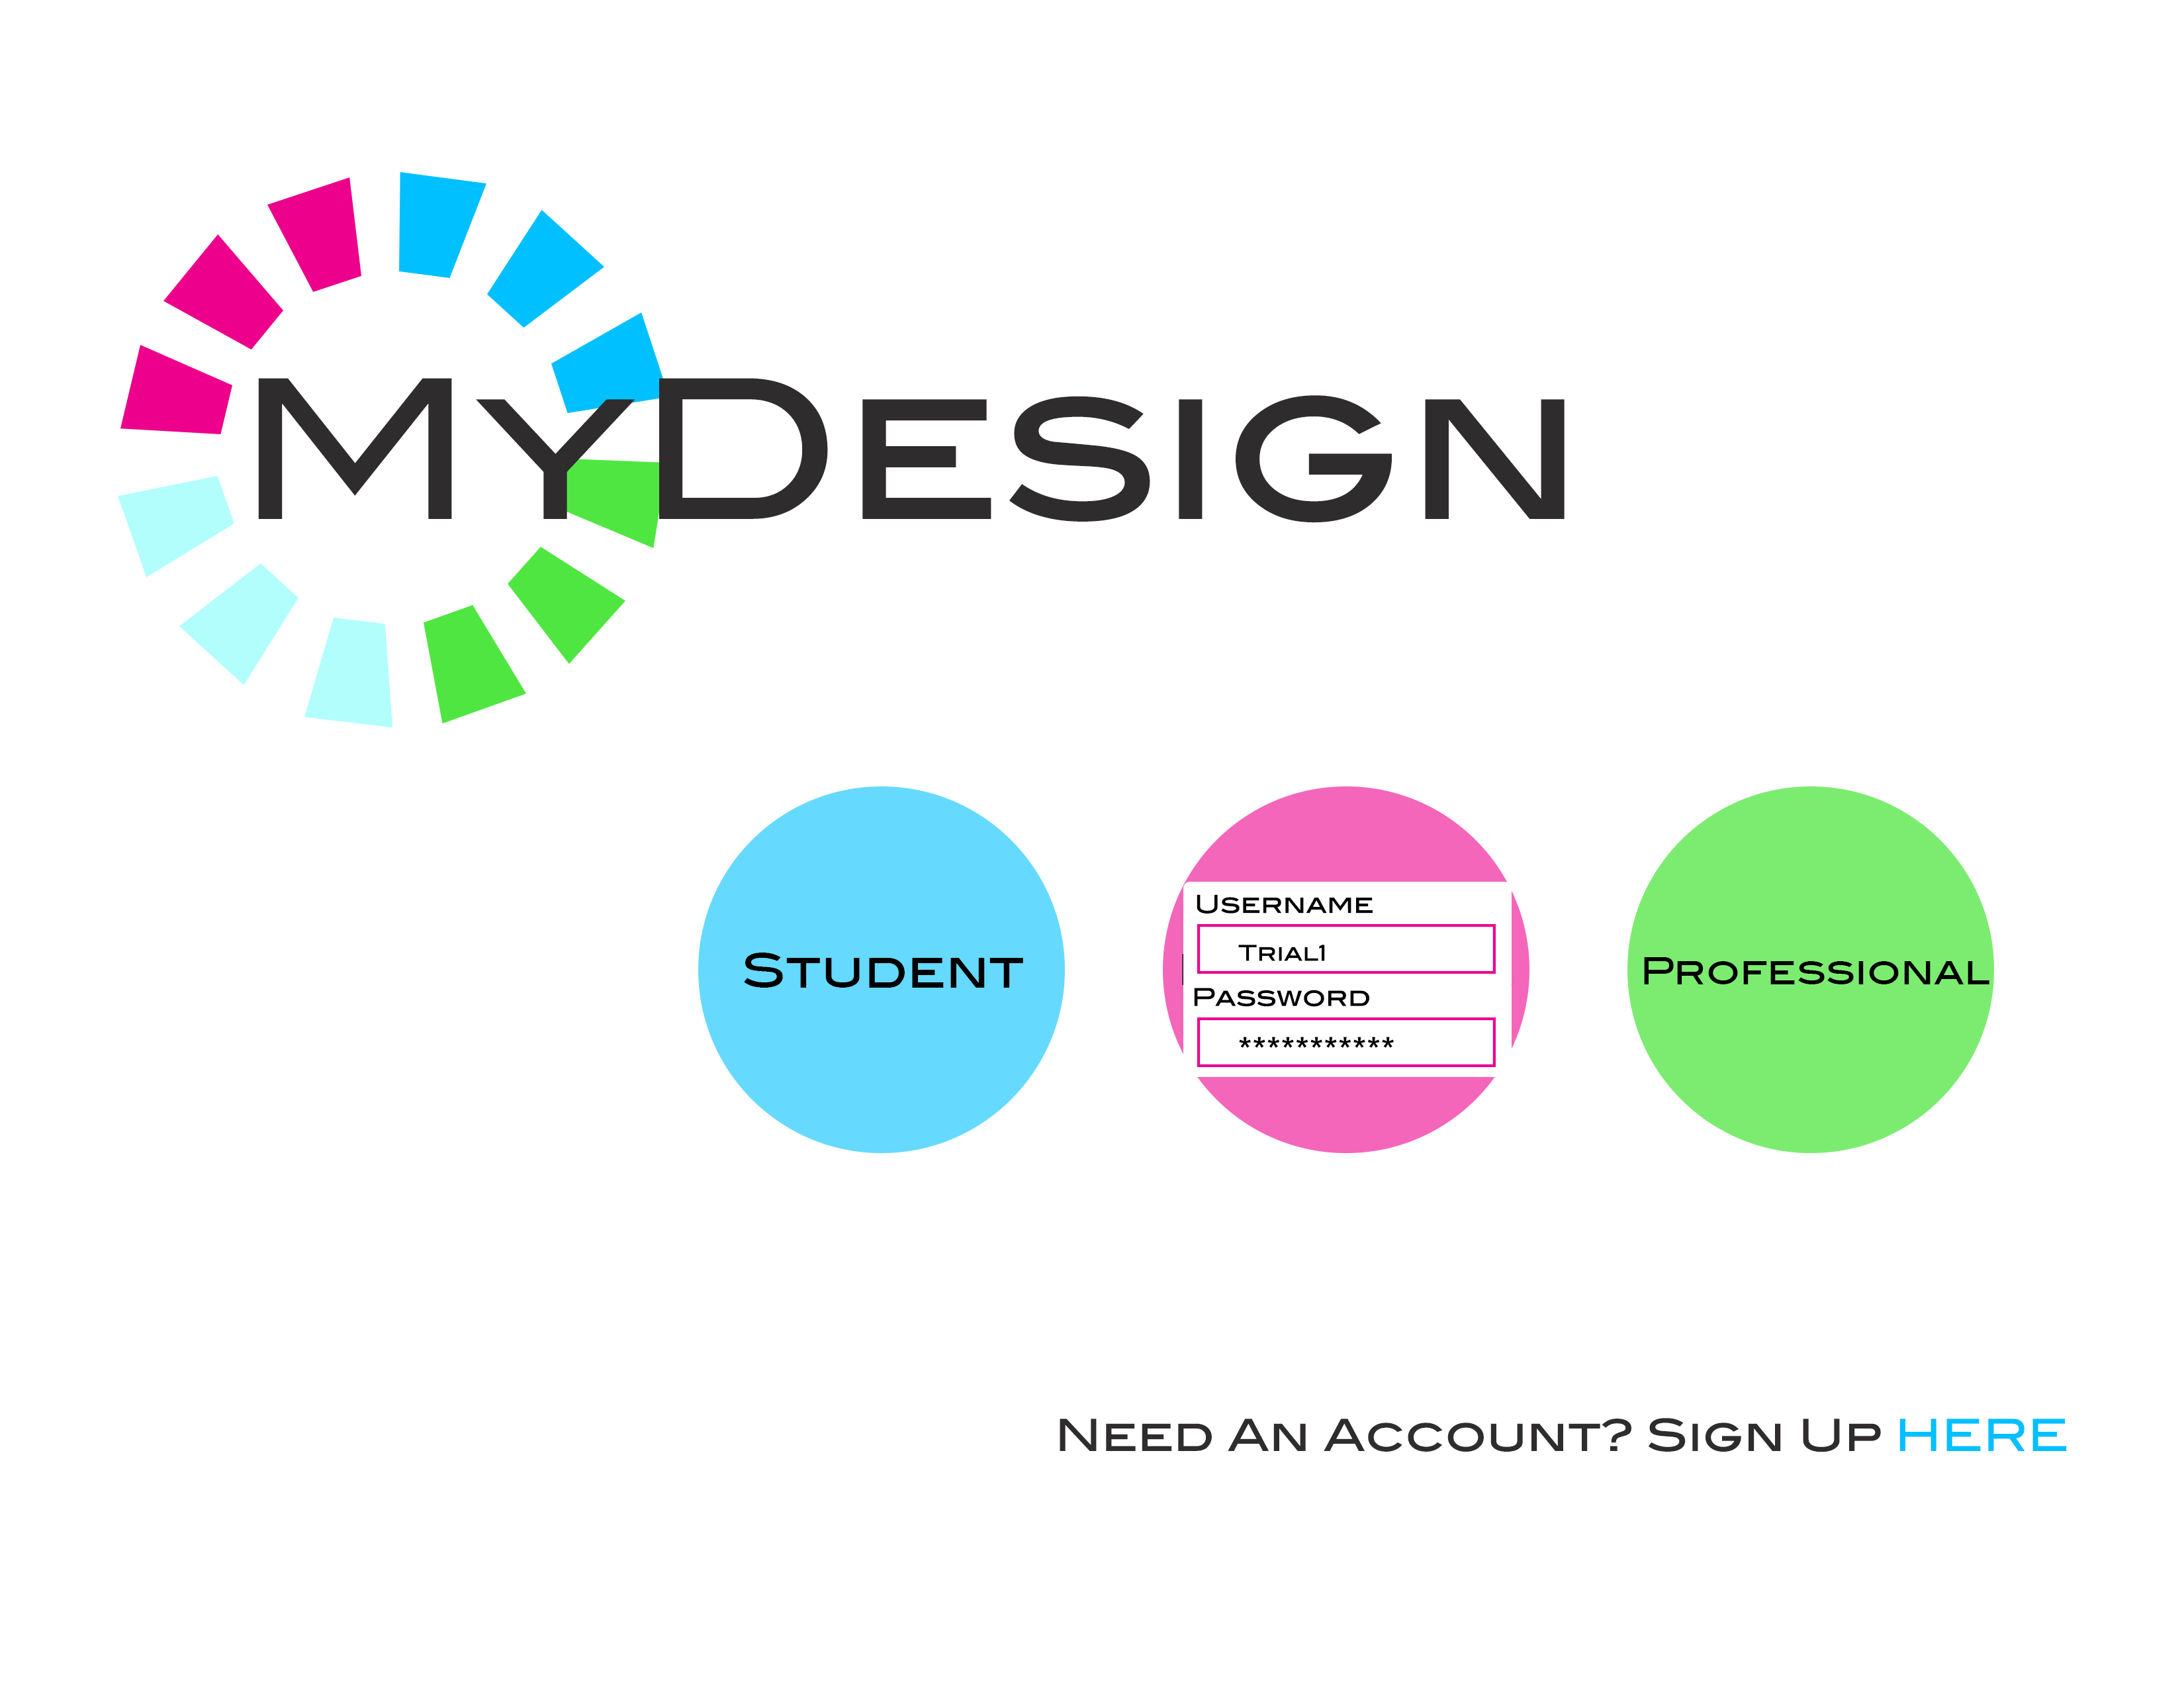 MyDesign
Student
Username
Trial1
Password
***********
Professional
Need An Account? Sign Up HERE